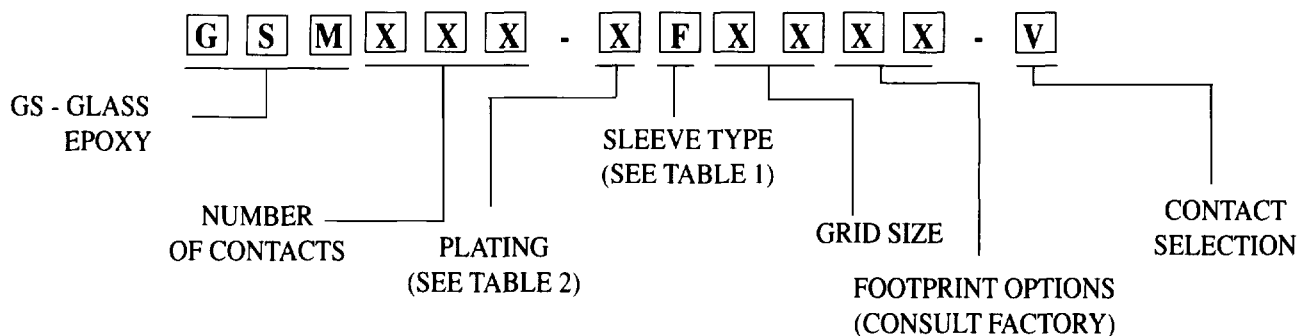 G S M X X X - X F X X X X - V
GS - GLASS
EPOXY
SLEEVE TYPE
(SEE TABLE 1)
NUMBER
OF CONTACTS
PLATING
(SEE TABLE 2)
GRID SIZE
CONTACT
SELECTION
FOOTPRINT OPTIONS
(CONSULT FACTORY)